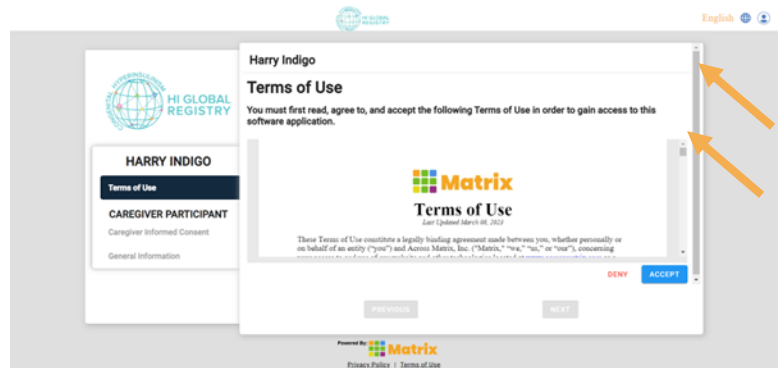 HI GLOBAL
REGISTRY
English
CONGENITAL HYPERINSULINISM
HI GLOBAL
REGISTRY
HARRY INDIGO
Terms of Use
CAREGIVER PARTICIPANT
Caregiver Informed Consent
General Information
Harry Indigo
Terms of Use
You must first read, agree to, and accept the following Terms of Use in order to gain access to this
software application.
Matrix
Terms of Use
Last Updated March 08, 2023
These Terms of Use constitute a legally binding agreement made between you, whether personally or
on behalf of an entity (“you”) and Across Matrix, Inc. (“Matrix,” “we,” “us,” or “our”), concerning
DENY
ACCEPT
PREVIOUS
NEXT
Powered By:
Matrix
Privacy Policy | Terms of Use